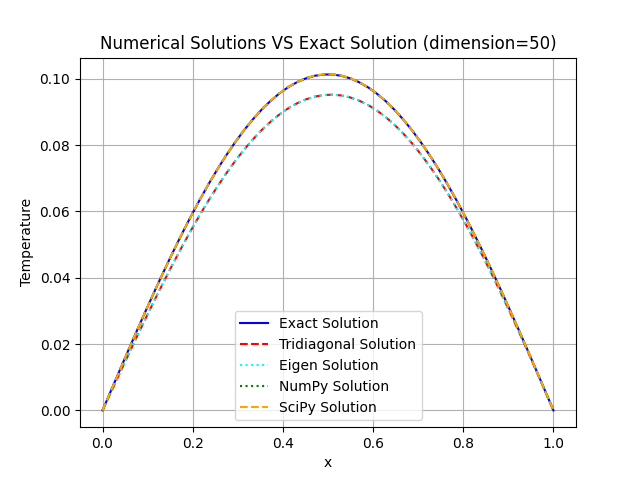 Numerical Solutions VS Exact Solution (dimension=50)
0.10
0.08
0.06
0.04
0.02
0.00
Temperature
Exact Solution
Tridiagonal Solution
Eigen Solution
NumPy Solution
SciPy Solution
0.0 0.2 0.4 0.6 0.8 1.0
x